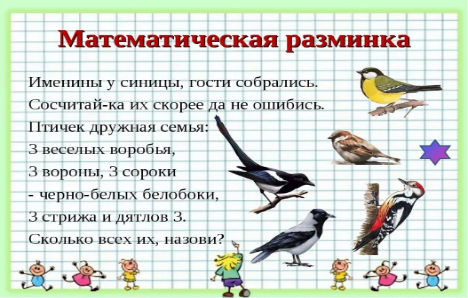 Математическая разминка
Именины у синицы, гости собрались.
Сосчитай-ка их скорее да не ошибись.
Птичек дружная семья:
3 веселых воробья,
3 вороны, 3 сороки
- черно-белых белобоки,
3 стрижа и дятлов 3.
Сколько всех их, назови?